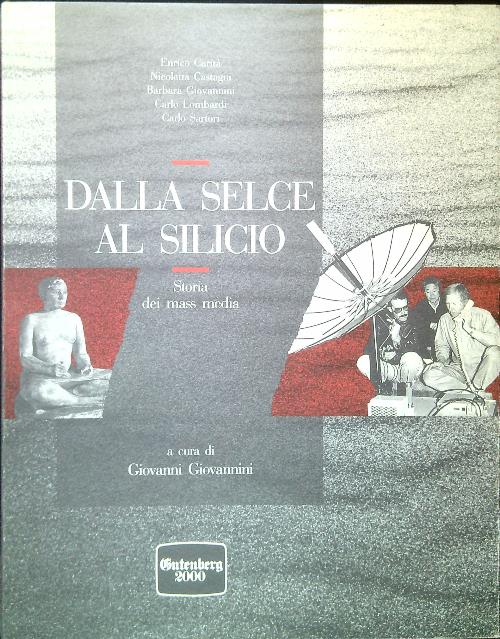 Enrico Carità
Nicoletta Castagni
Barbara Giovannini
Carlo Lombardi
Carlo Sartori
DALLA SELCE
AL SILICIO
Storia
dei mass media
a cura di
Giovanni Giovannini
Gutenberg
2000